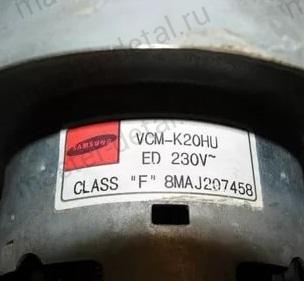 SAMSUNG
VCM-K20HU
ED 230V~
CLASS "F" 8MAJ207458